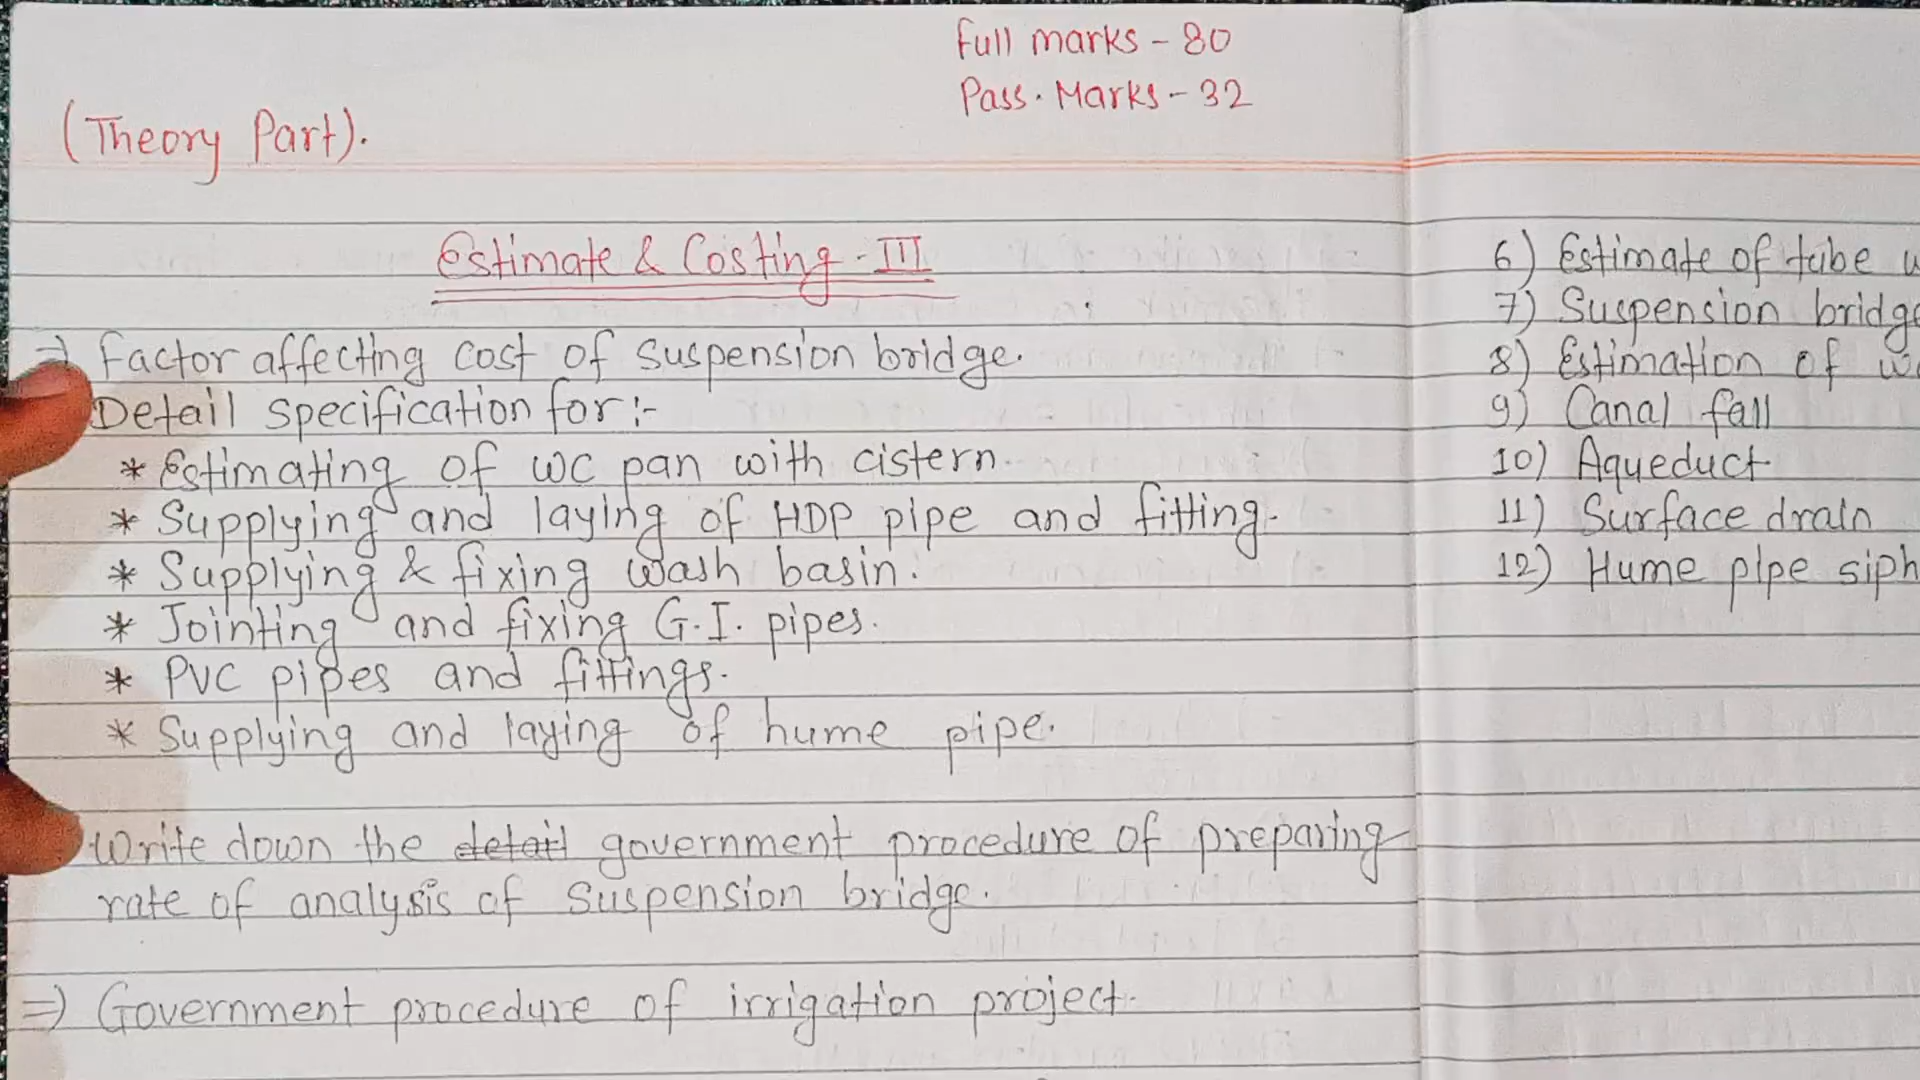 Full marks - 80
Pass. Marks - 32
(Theory Part).
Estimate & Costing - III
⇒ Factor affecting cost of suspension bridge.
Detail specification for:-
* Estimating of WC pan with cistern.
* Supplying and laying of HDP pipe and fitting.
* Supplying & fixing wash basin.
* Jointing and fixing G.I. pipes.
* PVC pipes and fittings.
* Supplying and laying of hume pipe.
Write down the government procedure of preparing
rate of analysis of suspension bridge.
⇒ Government procedure of irrigation project.
6) Estimate of tube
7) Suspension bridge
8) Estimation of
9) Canal fall
10) Aqueduct
11) Surface drain
12) Hume pipe siph